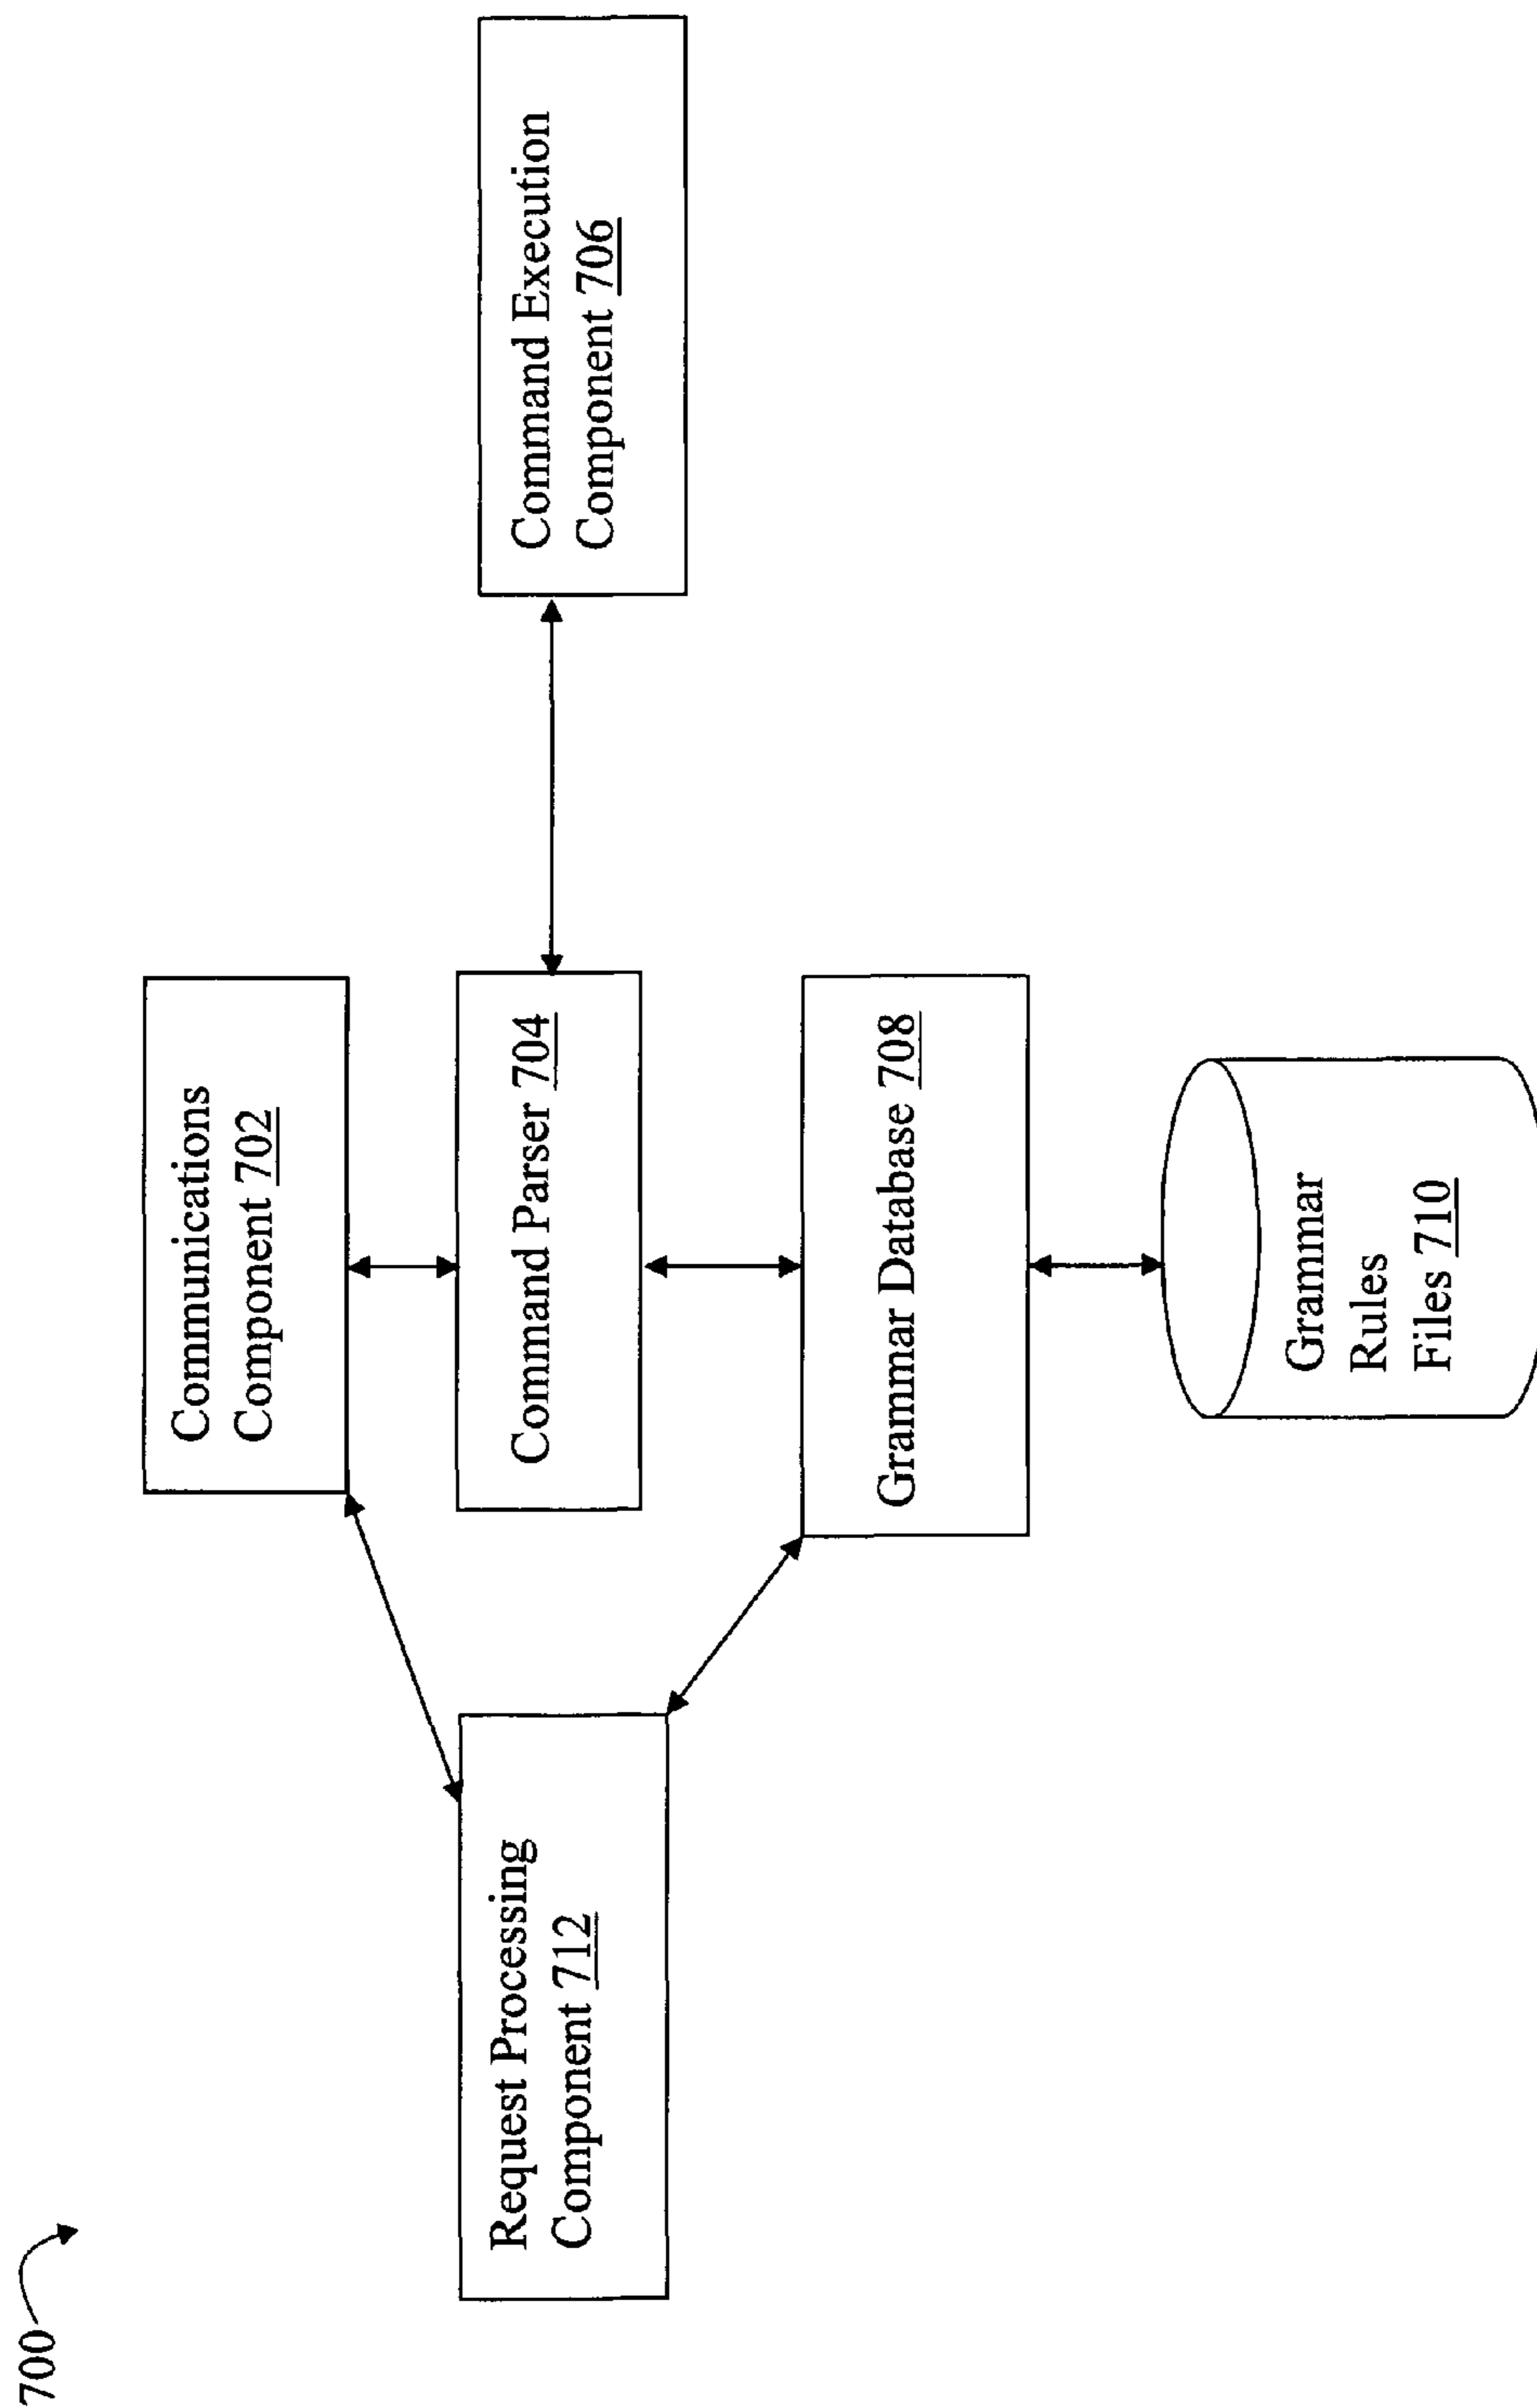 700
Communications
Component 702
Request Processing
Component 712
Command Parser 704
Command Execution
Component 706
Grammar Database 708
Grammar
Rules
Files 710